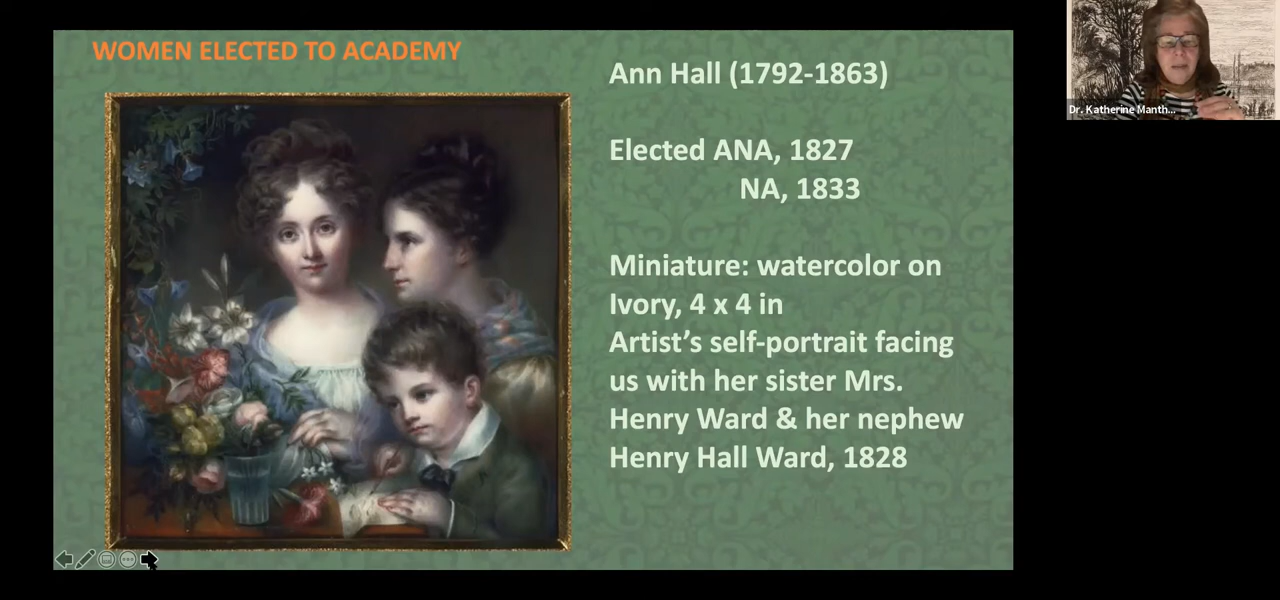 WOMEN ELECTED TO ACADEMY
Ann Hall (1792-1863)
Elected ANA, 1827
NA, 1833
Miniature: watercolor on
Ivory, 4 x 4 in
Artist’s self-portrait facing
us with her sister Mrs.
Henry Ward & her nephew
Henry Hall Ward, 1828
Dr. Katherine Manth...